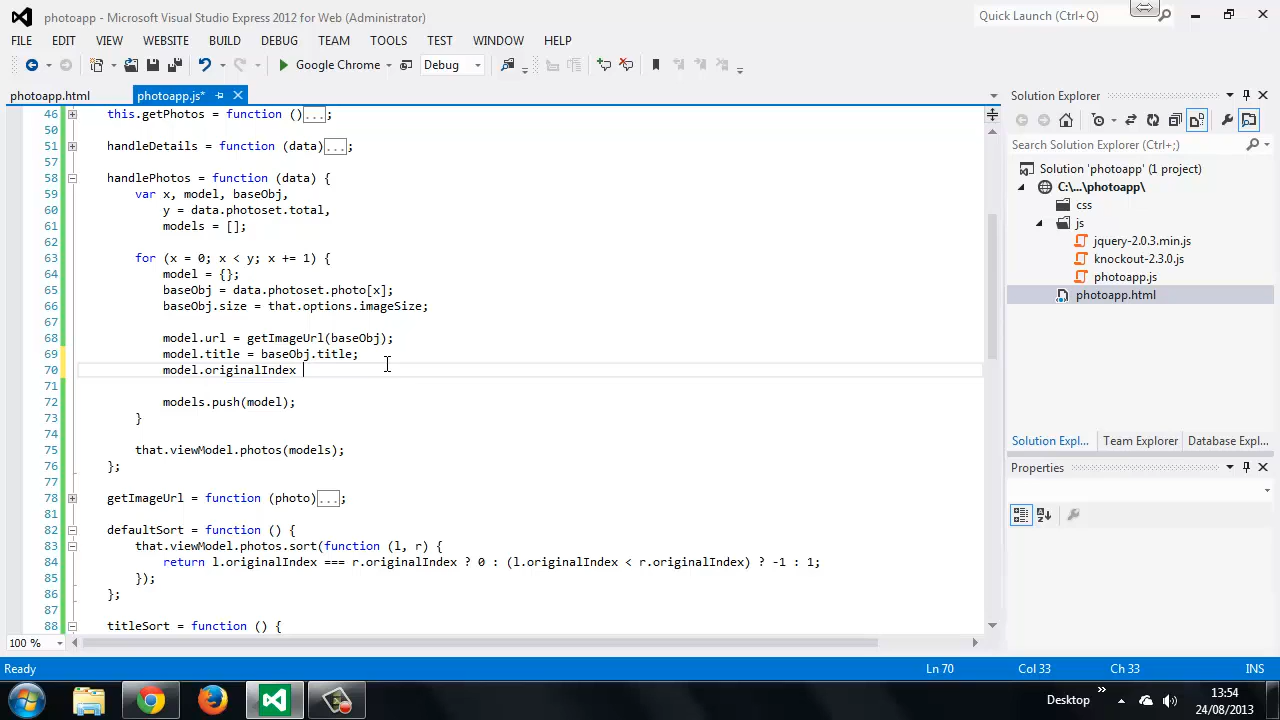 photoapp - Microsoft Visual Studio Express 2012 for Web (Administrator)
Quick Launch (Ctrl+Q)
FILE EDIT VIEW WEBSITE BUILD DEBUG TEAM TOOLS TEST WINDOW HELP
Google Chrome Debug
photoapp.html photoapp.js*
46 this.getPhotos = function ()...;
50
51 handleDetails = function (data)...;
57
58 handlePhotos = function (data) {
59 var x, model, baseObj,
60 y = data.photoset.total,
61 models = [];
62
63 for (x = 0; x < y; x += 1) {
64 model = {};
65 baseObj = data.photoset.photo[x];
66 baseObj.size = that.options.imageSize;
67
68 model.url = getImageUrl(baseObj);
69 model.title = baseObj.title;
70 model.originalIndex
71
72 models.push(model);
73 }
74
75 that.viewModel.photos(models);
76 };
77
78 getImageUrl = function (photo)...;
81
82 defaultSort = function () {
83 that.viewModel.photos.sort(function (l, r) {
84 return l.originalIndex === r.originalIndex ? 0 : (l.originalIndex < r.originalIndex) ? -1 : 1;
85 });
86 };
87
88 titleSort = function () {
100 %
Solution Explorer
Search Solution Explorer (Ctrl+;)
Solution 'photoapp' (1 project)
C:\...\photoapp\
css
js
jquery-2.0.3.min.js
knockout-2.3.0.js
photoapp.js
photoapp.html
Solution Expl... Team Explorer Database Expl...
Properties
Ready Ln 70 Col 33 Ch 33 INS
Desktop
13:54
24/08/2013